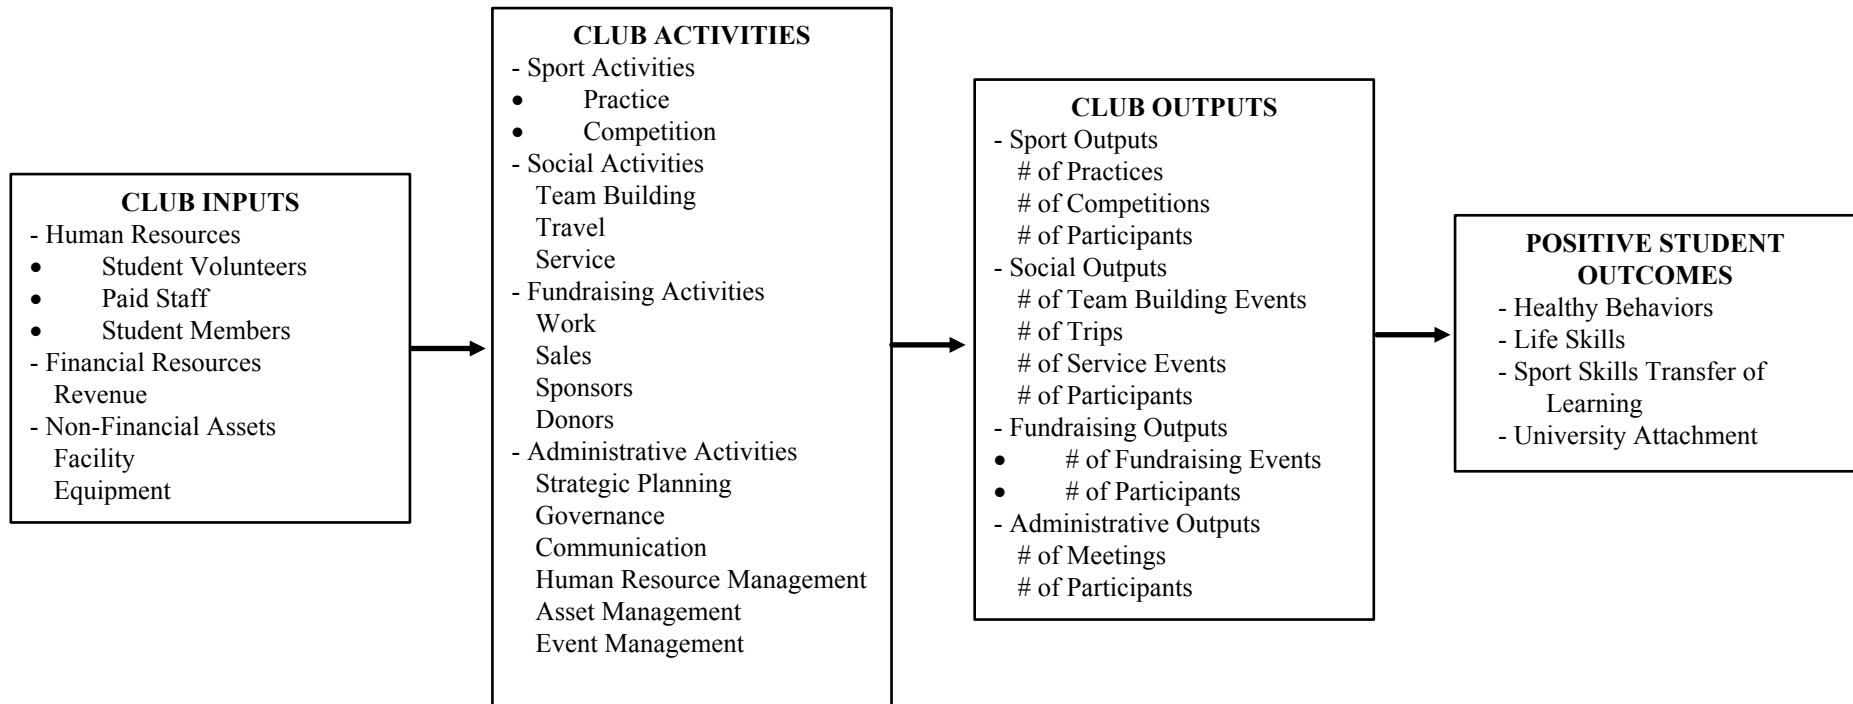 CLUB INPUTS
- Human Resources
• Student Volunteers
• Paid Staff
• Student Members
- Financial Resources
Revenue
- Non-Financial Assets
Facility
Equipment
CLUB ACTIVITIES
- Sport Activities
• Practice
• Competition
- Social Activities
Team Building
Travel
Service
- Fundraising Activities
Work
Sales
Sponsors
Donors
- Administrative Activities
Strategic Planning
Governance
Communication
Human Resource Management
Asset Management
Event Management
CLUB OUTPUTS
- Sport Outputs
# of Practices
# of Competitions
# of Participants
- Social Outputs
# of Team Building Events
# of Trips
# of Service Events
# of Participants
- Fundraising Outputs
• # of Fundraising Events
• # of Participants
- Administrative Outputs
# of Meetings
# of Participants
POSITIVE STUDENT
OUTCOMES
- Healthy Behaviors
- Life Skills
- Sport Skills Transfer of
Learning
- University Attachment